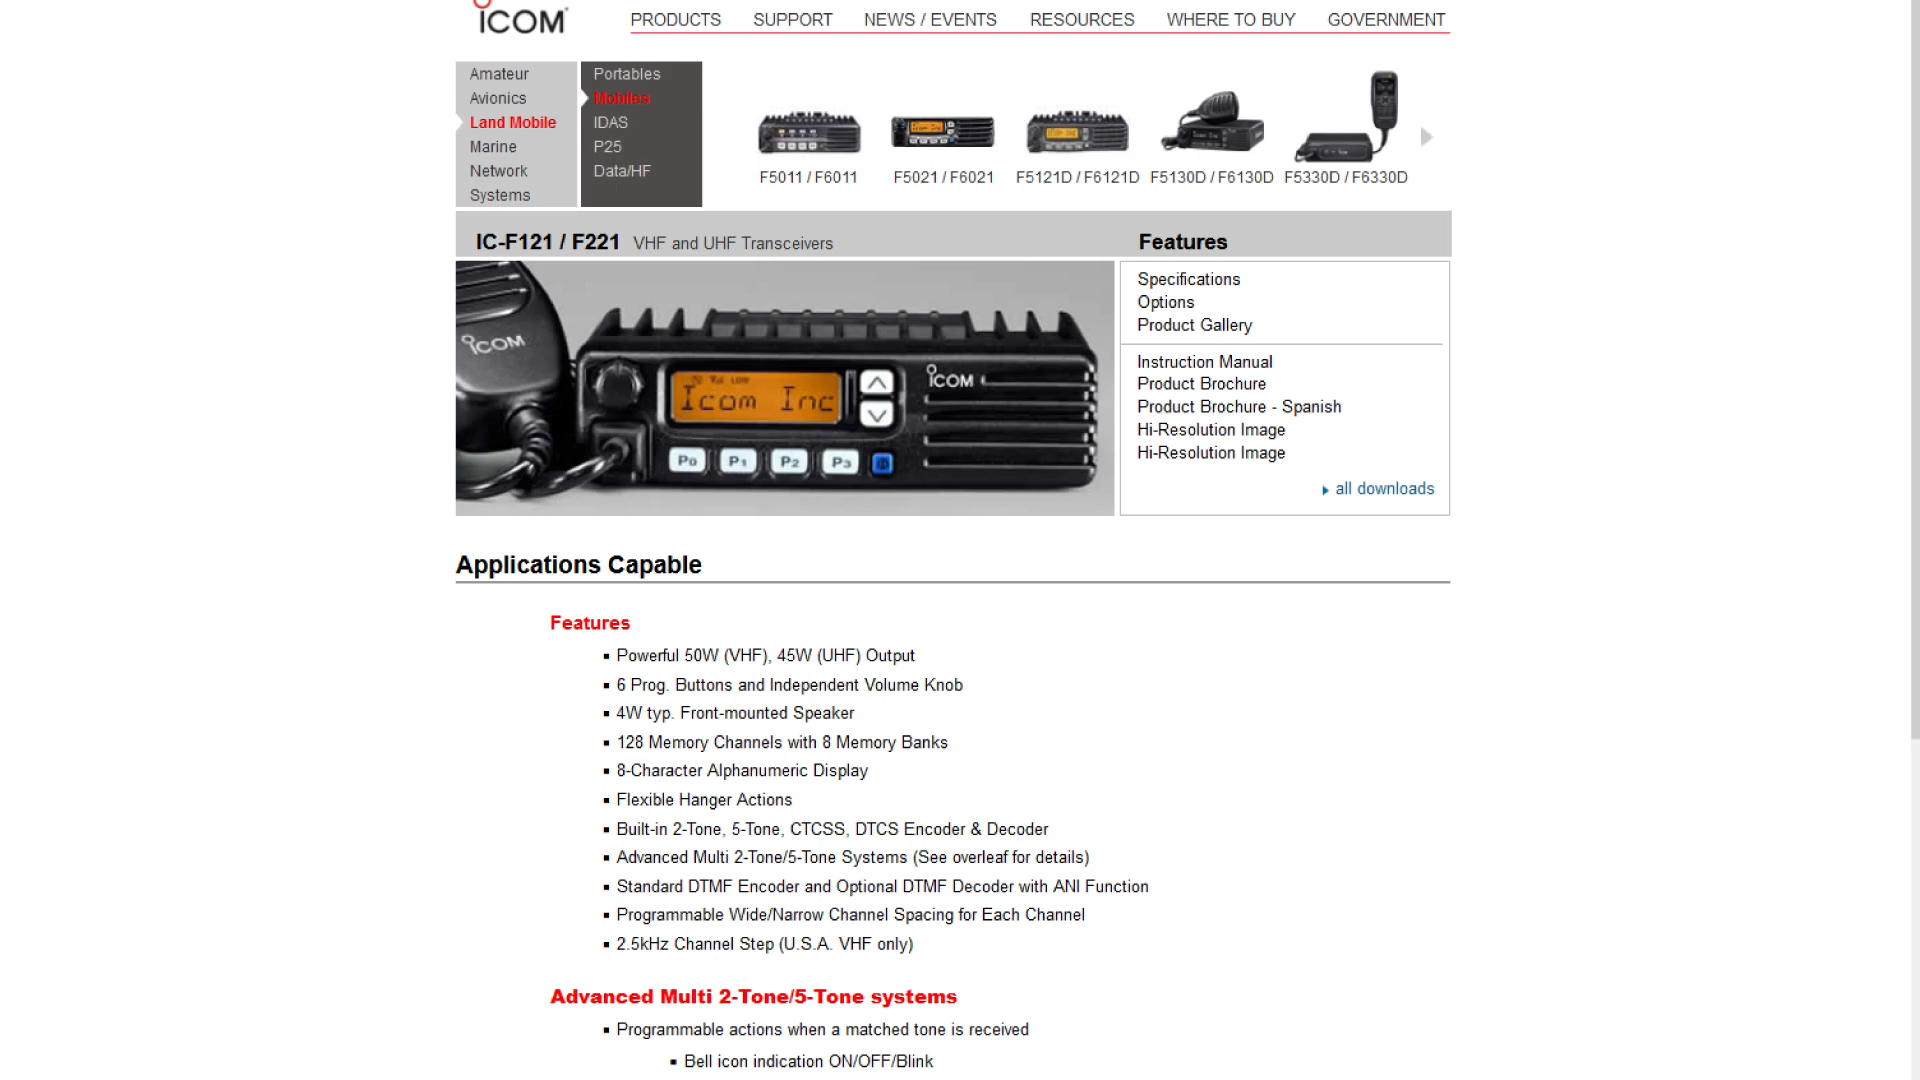 ICOM
PRODUCTS SUPPORT NEWS / EVENTS RESOURCES WHERE TO BUY GOVERNMENT
Amateur
Avionics
Land Mobile
Marine
Network
Systems
Portables
Mobiles
IDAS
P25
Data/HF
F5011 / F6011 F5021 / F6021 F5121D / F6121D F5130D / F6130D F5330D / F6330D
IC-F121 / F221 VHF and UHF Transceivers
Features
ICOM
Icom Inc
ICOM
P0 P1 P2 P3
Specifications
Options
Product Gallery
Instruction Manual
Product Brochure
Product Brochure - Spanish
Hi-Resolution Image
Hi-Resolution Image
all downloads
Applications Capable
Features
Powerful 50W (VHF), 45W (UHF) Output
6 Prog. Buttons and Independent Volume Knob
4W typ. Front-mounted Speaker
128 Memory Channels with 8 Memory Banks
8-Character Alphanumeric Display
Flexible Hanger Actions
Built-in 2-Tone, 5-Tone, CTCSS, DTCS Encoder & Decoder
Advanced Multi 2-Tone/5-Tone Systems (See overleaf for details)
Standard DTMF Encoder and Optional DTMF Decoder with ANI Function
Programmable Wide/Narrow Channel Spacing for Each Channel
2.5kHz Channel Step (U.S.A. VHF only)
Advanced Multi 2-Tone/5-Tone systems
Programmable actions when a matched tone is received
Bell icon indication ON/OFF/Blink